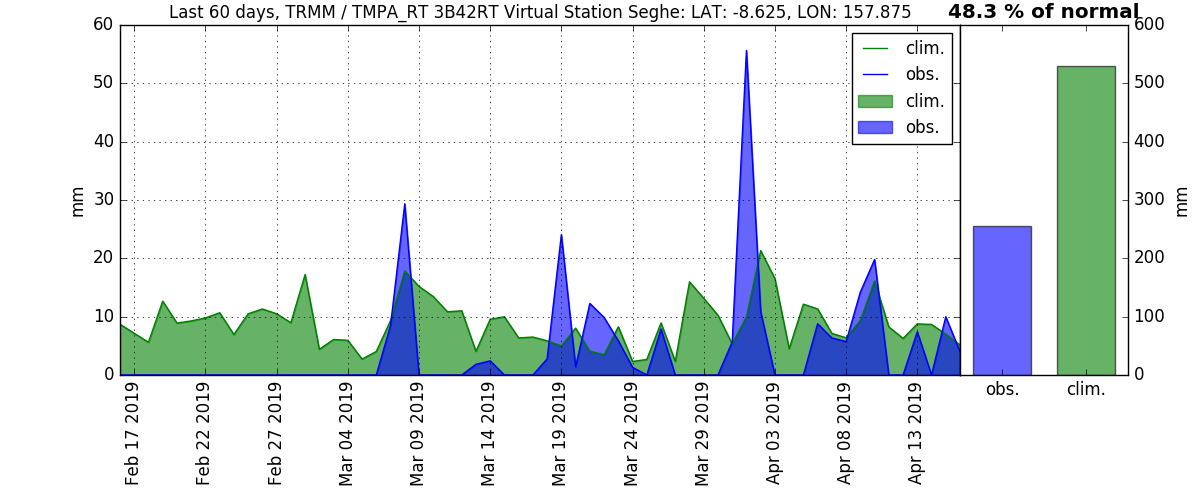 Last 60 days, TRMM / TMPA_RT 3B42RT Virtual Station Seghe: LAT: -8.625, LON: 157.875
48.3 % of normal
60
50
40
30
20
10
0
mm
clim.
obs.
clim.
obs.
600
500
400
300
200
100
0
mm
Feb 17 2019
Feb 22 2019
Feb 27 2019
Mar 04 2019
Mar 09 2019
Mar 14 2019
Mar 19 2019
Mar 24 2019
Mar 29 2019
Apr 03 2019
Apr 08 2019
Apr 13 2019
obs.
clim.